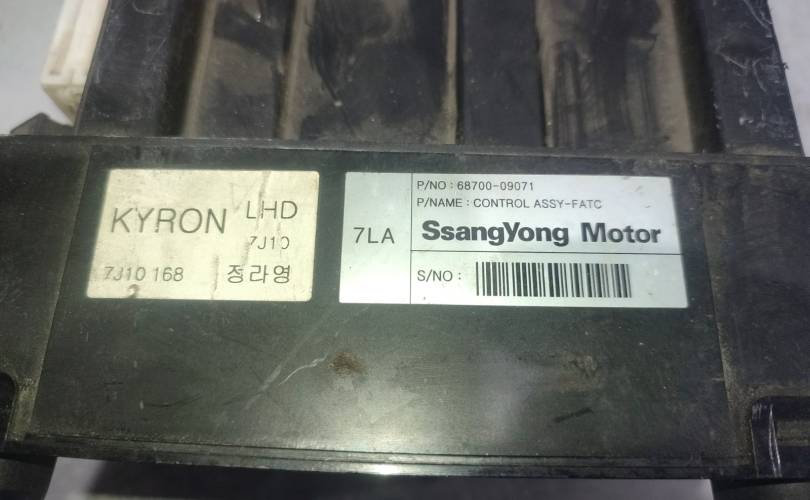 KYRON LHD
7J10
7J10 168 정라영
7LA
P/NO : 68700-09071
P/NAME : CONTROL ASSY-FATC
SsangYong Motor
S/NO :